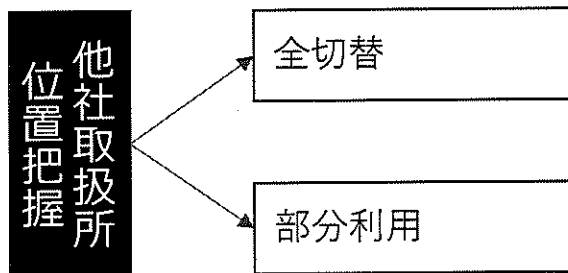 他社取扱所
位置把握
全切替
部分利用